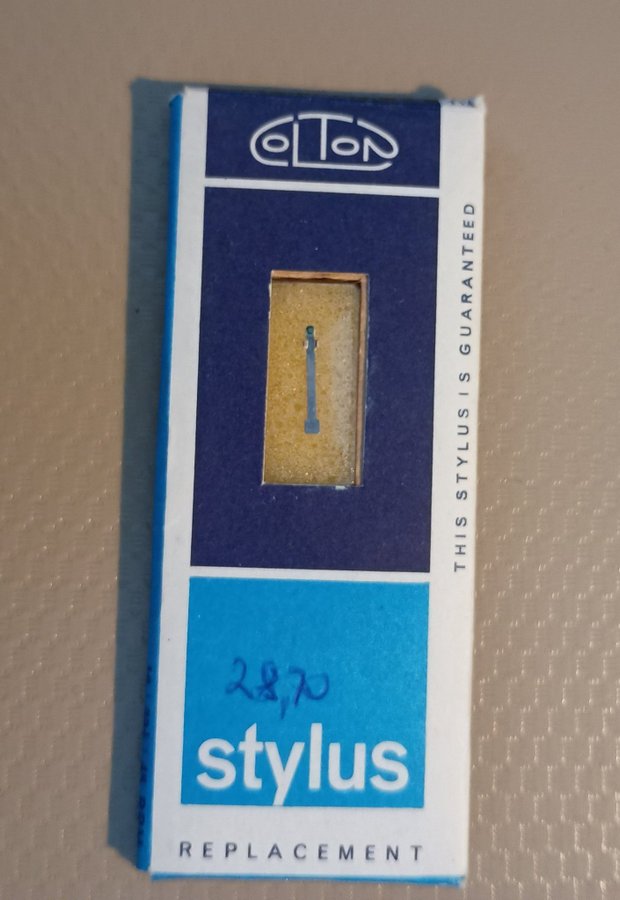 COLTON
THIS STYLUS IS GUARANTEED
28,70
stylus
REPLACEMENT